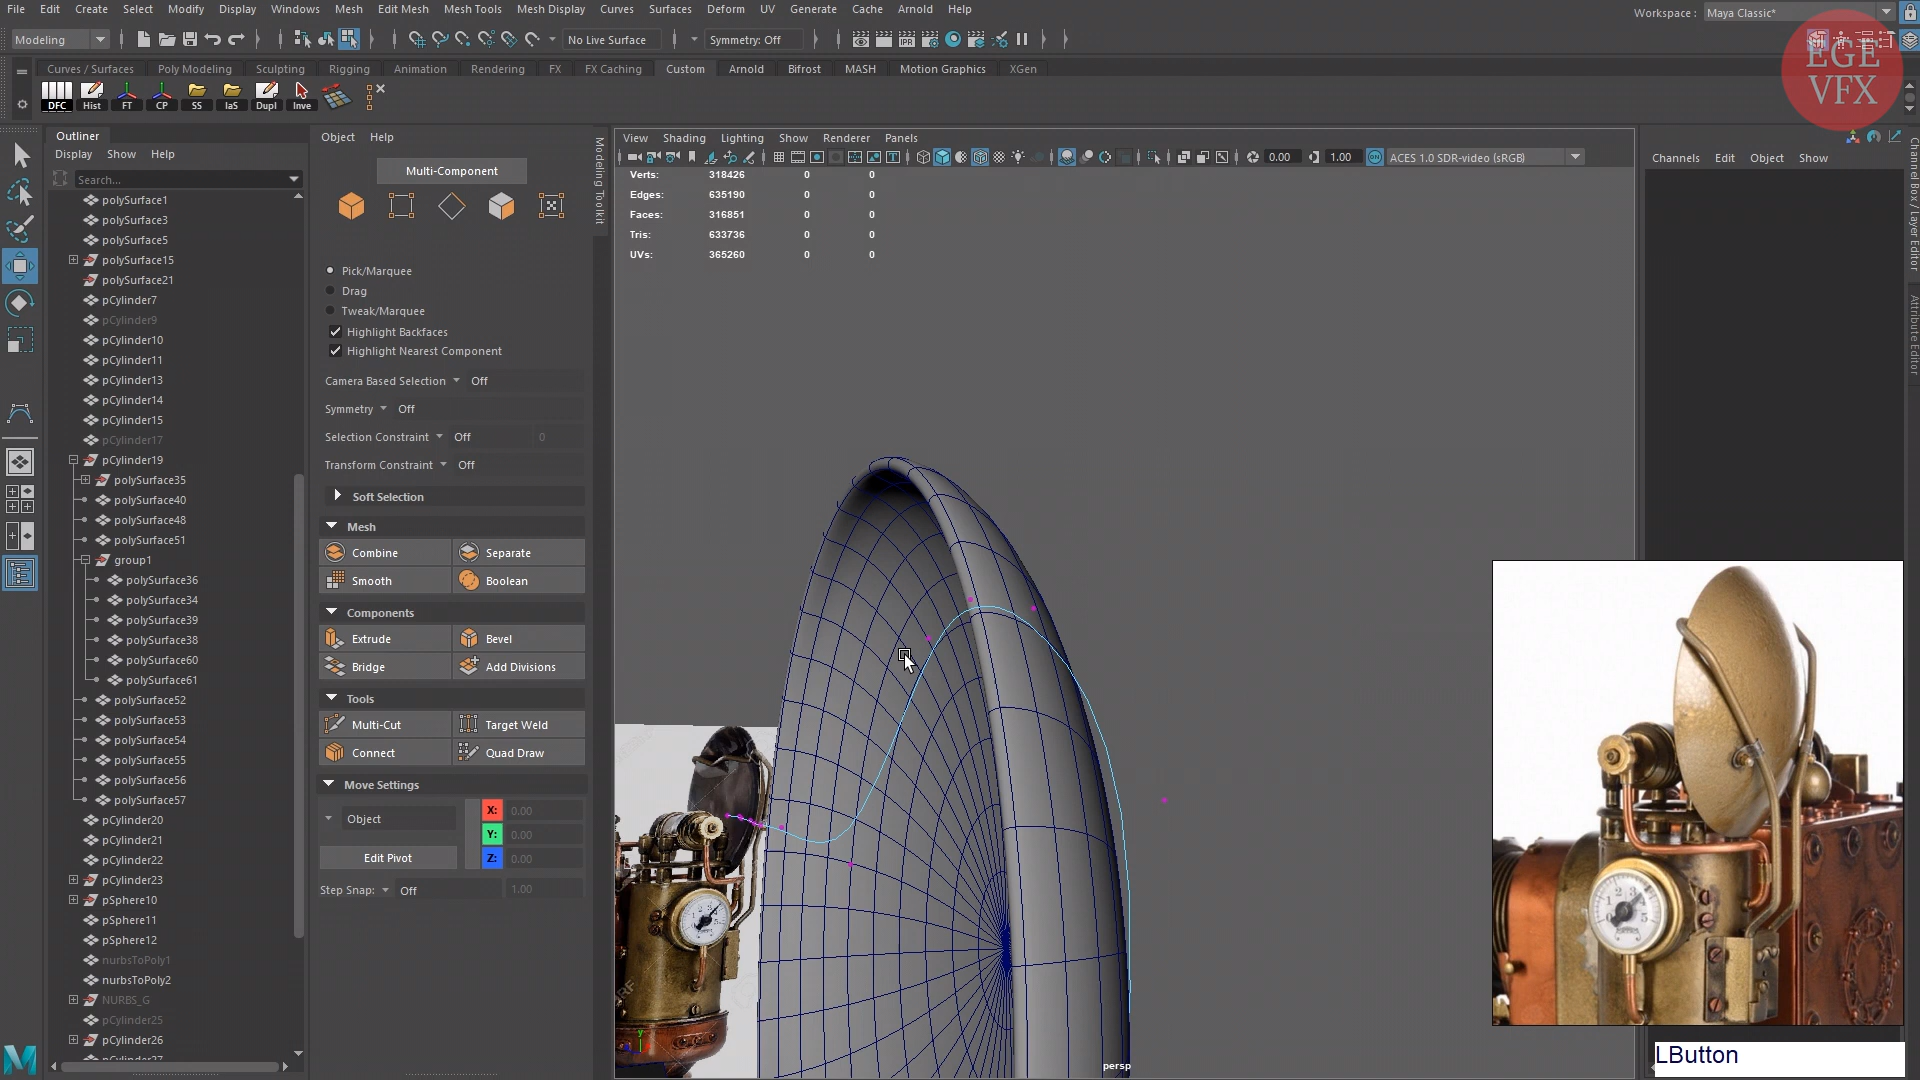 File Edit Create Select Modify Display Windows Mesh Edit Mesh Mesh Tools Mesh Display Curves Surfaces Deform UV Generate Cache Arnold Help
Workspace : Maya Classic*
Modeling No Live Surface Symmetry: Off
Curves / Surfaces Poly Modeling Sculpting Rigging Animation Rendering FX FX Caching Custom Arnold Bifrost MASH Motion Graphics XGen
EGE
VFX
DFC Hist FT CP SS IaS Dupl Inve
Outliner
Display Show Help
Search...
polySurface1
polySurface3
polySurface5
polySurface15
polySurface21
pCylinder7
pCylinder9
pCylinder10
pCylinder11
pCylinder13
pCylinder14
pCylinder15
pCylinder17
pCylinder19
polySurface35
polySurface40
polySurface48
polySurface51
group1
polySurface36
polySurface34
polySurface39
polySurface38
polySurface60
polySurface61
polySurface52
polySurface53
polySurface54
polySurface55
polySurface56
polySurface57
pCylinder20
pCylinder21
pCylinder22
pCylinder23
pSphere10
pSphere11
pSphere12
nurbsToPoly1
nurbsToPoly2
NURBS_G
pCylinder25
pCylinder26
pCylinder27
Object Help
Multi-Component
Pick/Marquee
Drag
Tweak/Marquee
Highlight Backfaces
Highlight Nearest Component
Camera Based Selection Off
Symmetry Off
Selection Constraint Off 0
Transform Constraint Off
Soft Selection
Mesh
Combine Separate
Smooth Boolean
Components
Extrude Bevel
Bridge Add Divisions
Tools
Multi-Cut Target Weld
Connect Quad Draw
Move Settings
Object X: 0.00
Y: 0.00
Edit Pivot Z: 0.00
Step Snap: Off 1.00
Modeling Toolkit
View Shading Lighting Show Renderer Panels
0.00 1.00 ON ACES 1.0 SDR-video (sRGB)
Verts: 318426 0 0
Edges: 635190 0 0
Faces: 316851 0 0
Tris: 633736 0 0
UVs: 365260 0 0
persp
Channels Edit Object Show
Channel Box / Layer Editor
Attribute Editor
LButton